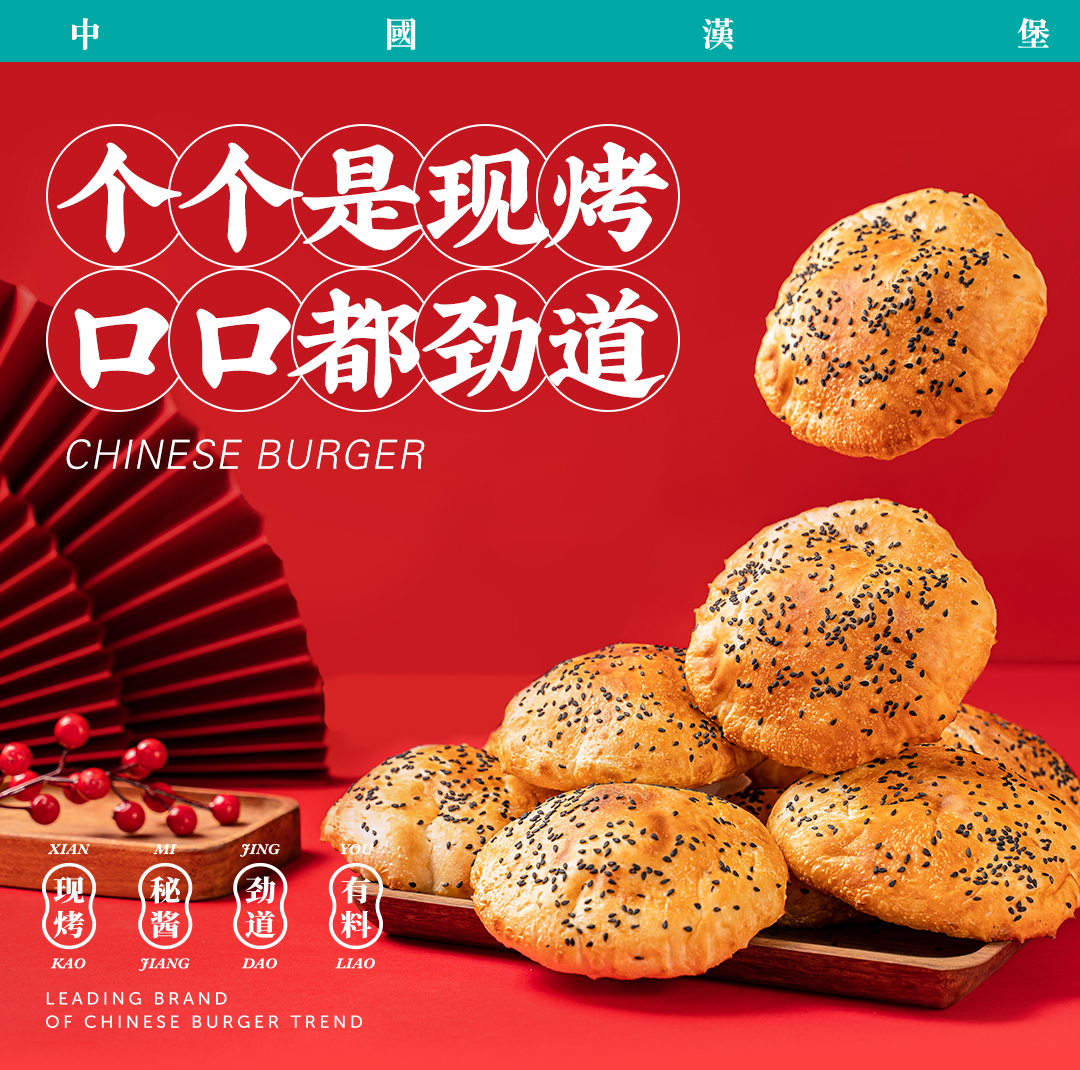 中國漢堡
个个是现烤
口口都劲道
CHINESE BURGER
XIAN MI JING YOU
现烤 秘酱 劲道 有料
KAO JIANG DAO LIAO
LEADING BRAND
OF CHINESE BURGER TREND